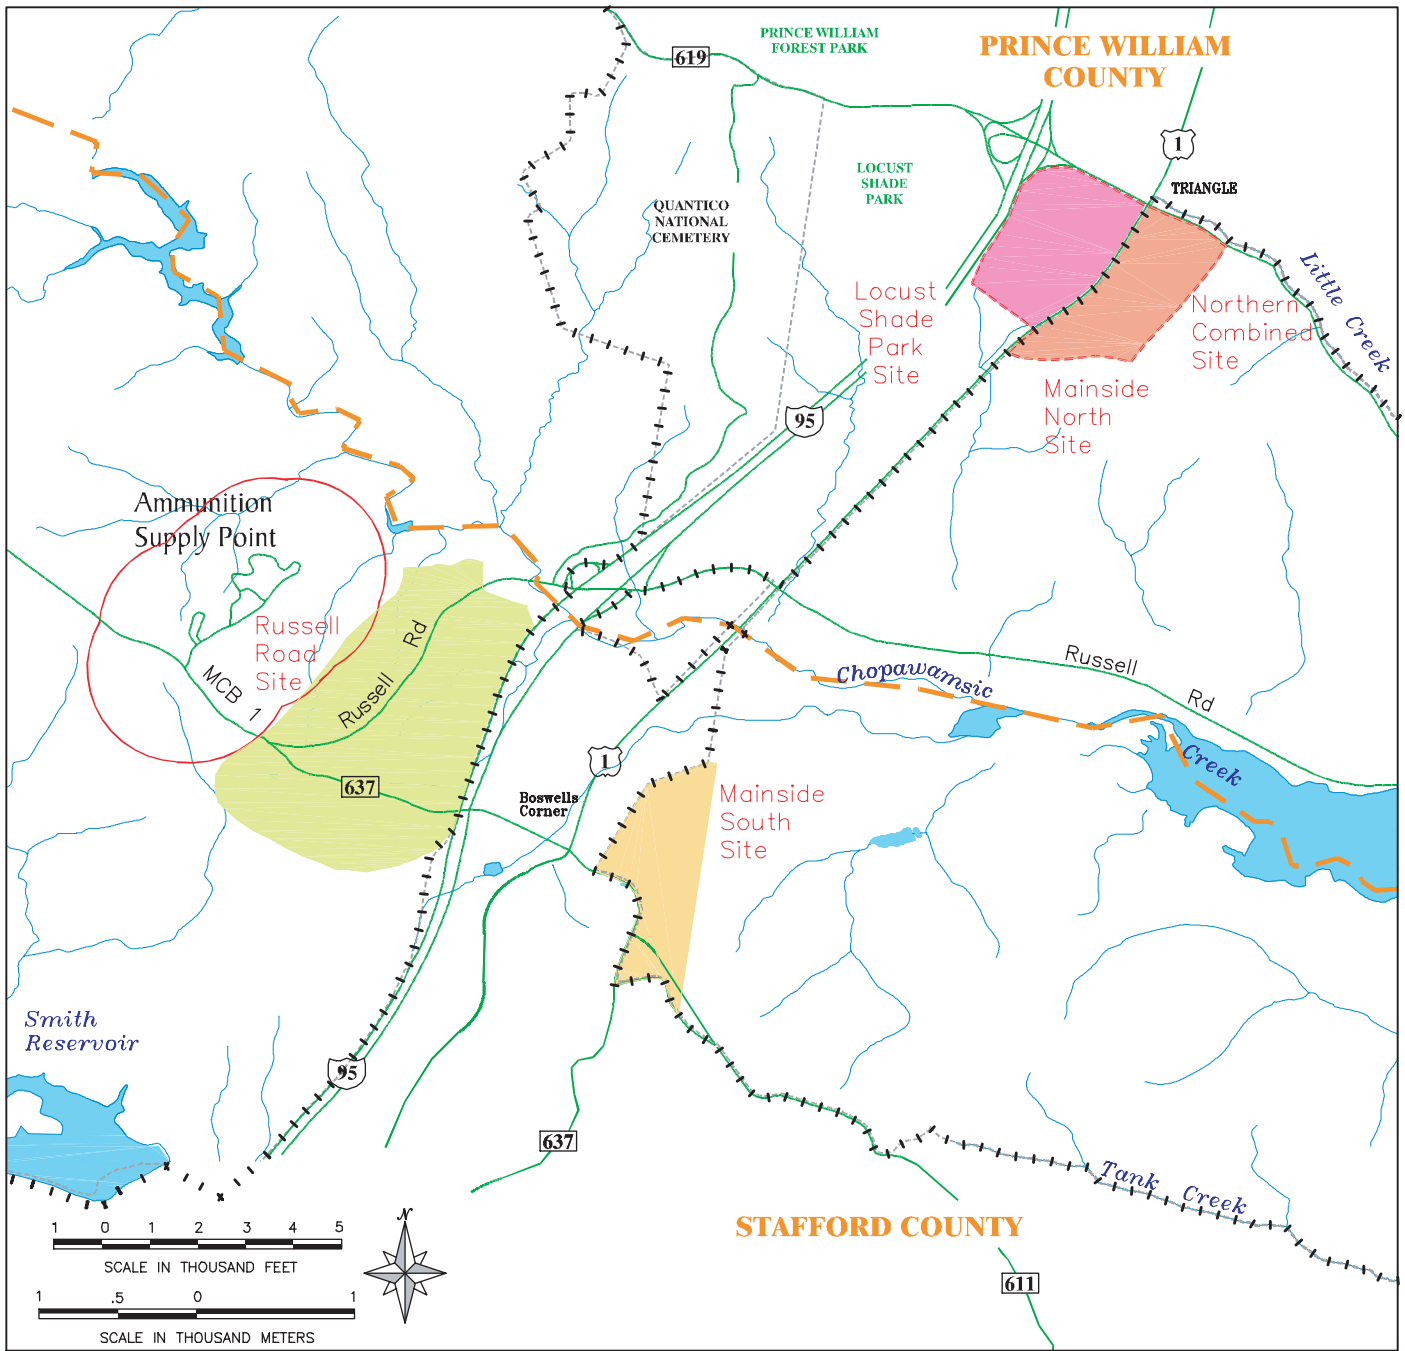 PRINCE WILLIAM
FOREST PARK
619
PRINCE WILLIAM
COUNTY
1
TRIANGLE
LOCUST
SHADE
PARK
QUANTICO
NATIONAL
CEMETERY
Little Creek
Locust
Shade
Park
Site
Northern
Combined
Site
Mainside
North
Site
95
Ammunition
Supply Point
Russell
Road
Site
Rd
Russell
MCB 1
637
Russell
Rd
Chopawamsic
Creek
1
Boswells
Corner
Mainside
South
Site
Smith
Reservoir
95
637
Tank Creek
STAFFORD COUNTY
611
N
1 0 1 2 3 4 5
SCALE IN THOUSAND FEET
1 .5 0 1
SCALE IN THOUSAND METERS